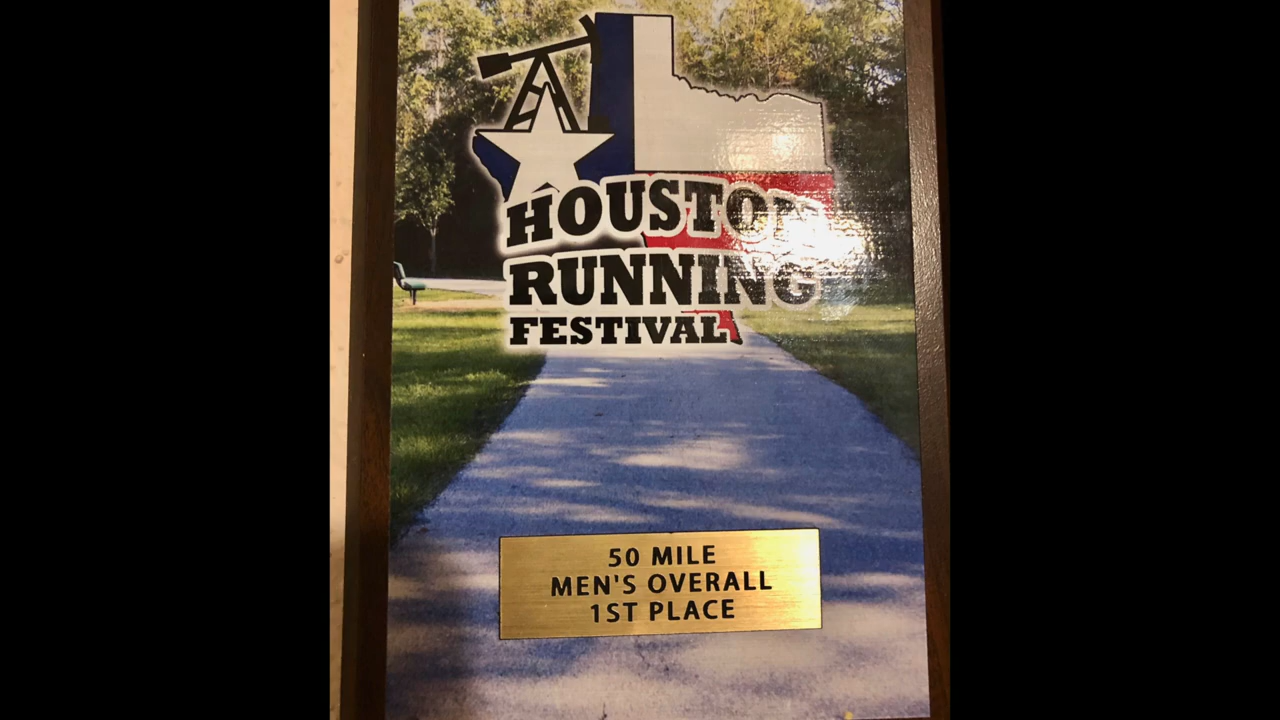 HOUSTON
RUNNING
FESTIVAL
50 MILE
MEN'S OVERALL
1ST PLACE